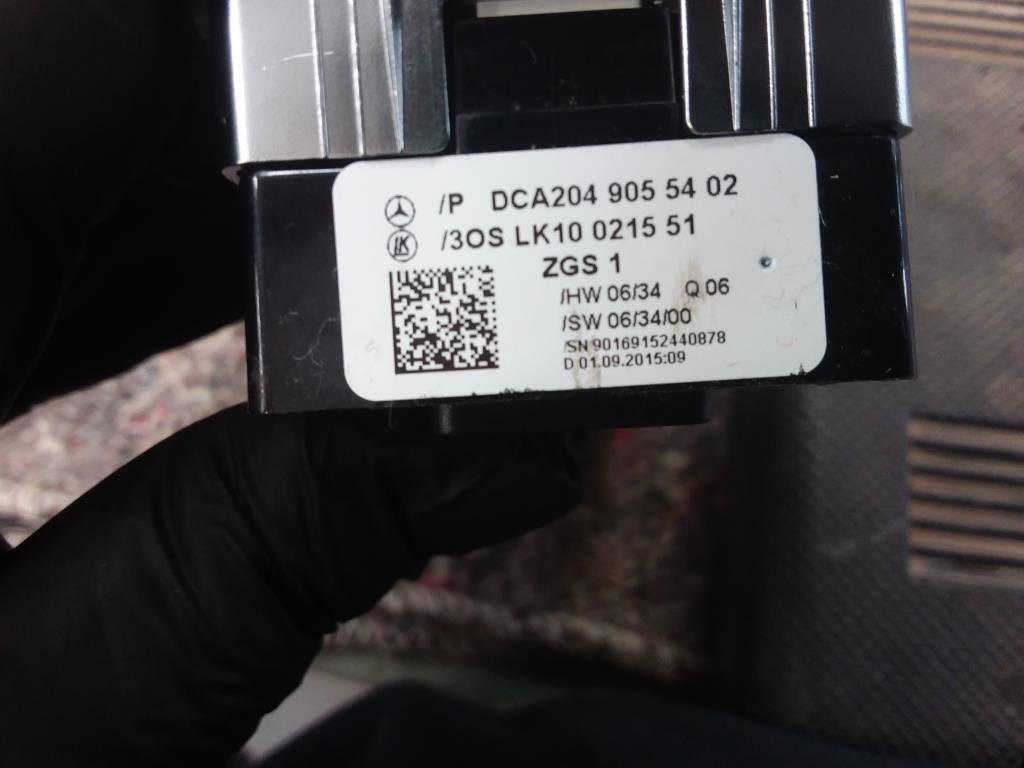 /P DCA204 905 54 02
LK /3OS LK10 0215 51
ZGS 1
/HW 06/34 Q 06
/SW 06/34/00
/SN 90169152440878
D 01.09.2015:09